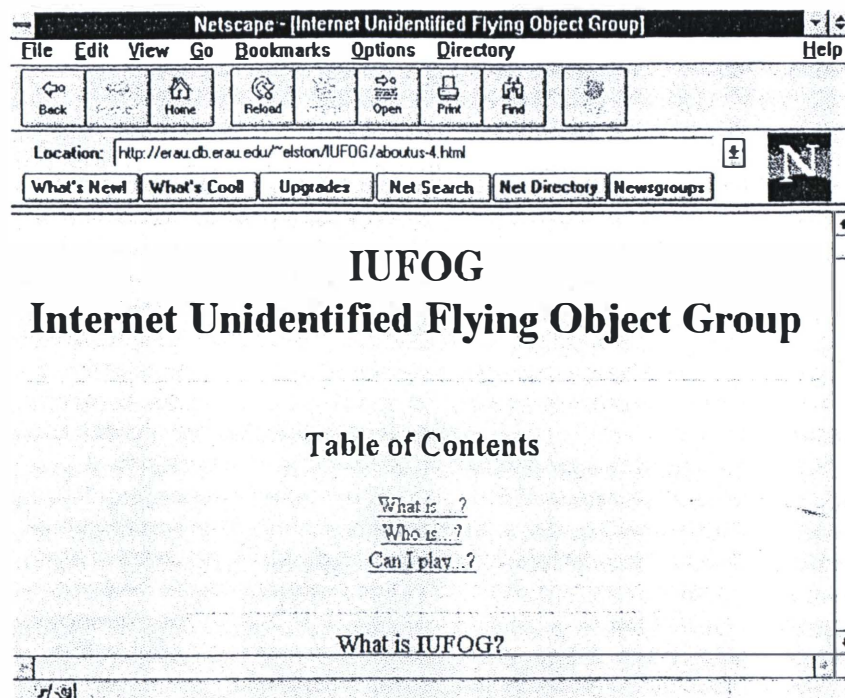 Netscape - [Internet Unidentified Flying Object Group]
File Edit View Go Bookmarks Options Directory Help
Back Home Reload Open Print Find
Location: http://erau.db.erau.edu/~elston/IUFOG/aboutus-4.html
N
What's New! What's Cool! Upgrades Net Search Net Directory Newsgroups
IUFOG
Internet Unidentified Flying Object Group
Table of Contents
What is...?
Who is...?
Can I play...?
What is IUFOG?